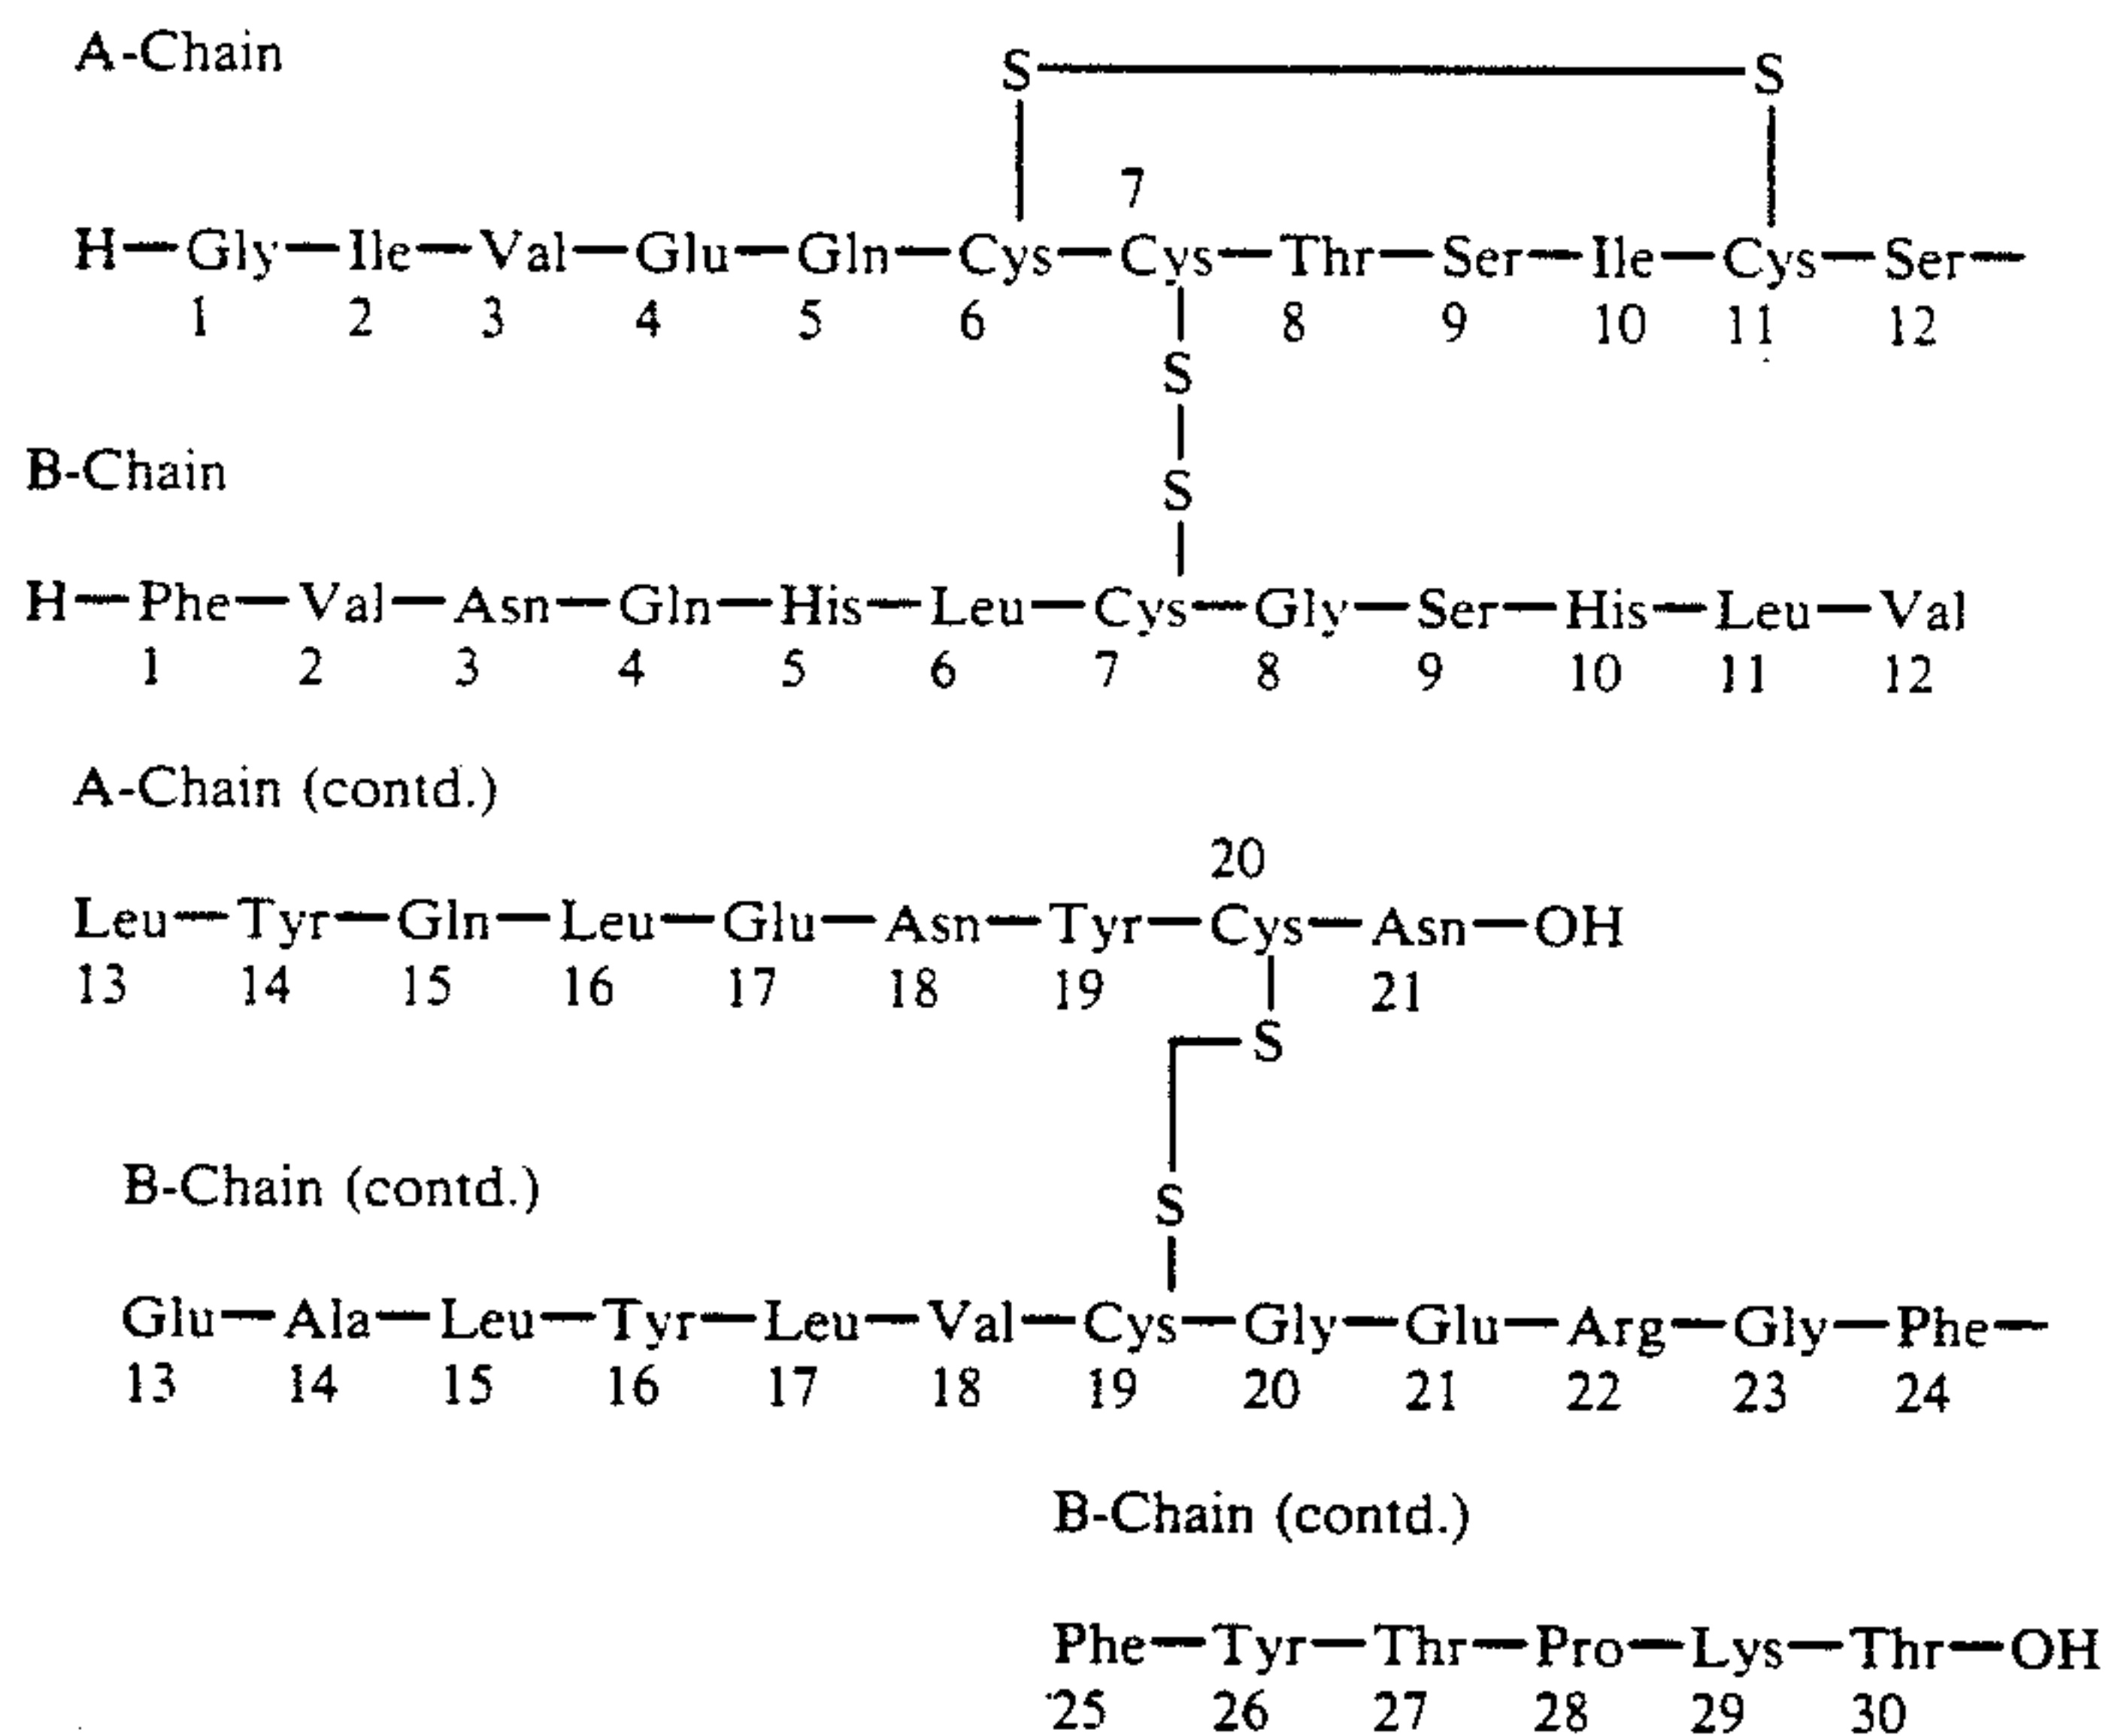 A-Chain
S S
7
H—Gly—Ile—Val—Glu—Gln—Cys—Cys—Thr—Ser—Ile—Cys—Ser—
1 2 3 4 5 6 8 9 10 11 12
S
B-Chain
S
H—Phe—Val—Asn—Gln—His—Leu—Cys—Gly—Ser—His—Leu—Val
1 2 3 4 5 6 7 8 9 10 11 12
A-Chain (contd.)
20
Leu—Tyr—Gln—Leu—Glu—Asn—Tyr—Cys—Asn—OH
13 14 15 16 17 18 19 21
S
B-Chain (contd.)
S
Glu—Ala—Leu—Tyr—Leu—Val—Cys—Gly—Glu—Arg—Gly—Phe—
13 14 15 16 17 18 19 20 21 22 23 24
B-Chain (contd.)
Phe—Tyr—Thr—Pro—Lys—Thr—OH
25 26 27 28 29 30